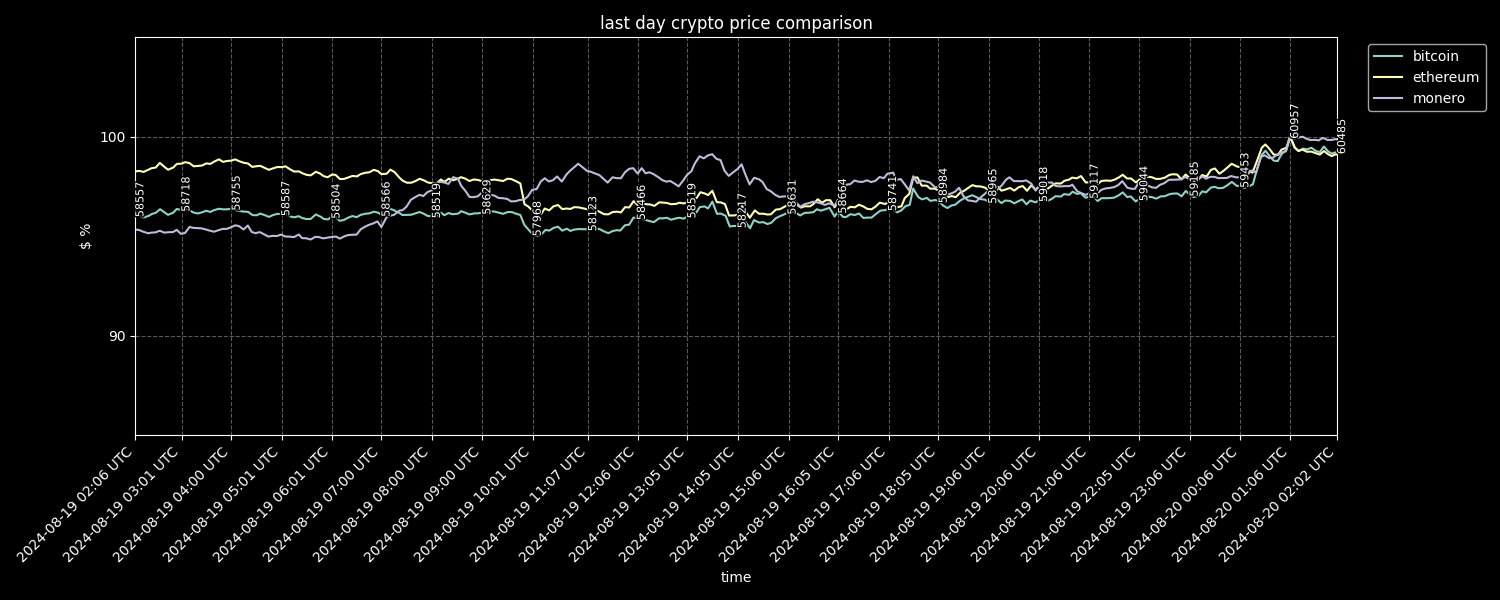 last day crypto price comparison
bitcoin
ethereum
monero
100
90
$ %
58557
58718
58755
58587
58504
58566
58519
58629
57968
58123
58466
58519
58217
58631
58664
58741
58984
58965
59018
59117
59044
59185
59453
60957
60485
2024-08-19 02:06 UTC
2024-08-19 03:01 UTC
2024-08-19 04:00 UTC
2024-08-19 05:01 UTC
2024-08-19 06:01 UTC
2024-08-19 07:00 UTC
2024-08-19 08:00 UTC
2024-08-19 09:00 UTC
2024-08-19 10:01 UTC
2024-08-19 11:07 UTC
2024-08-19 12:06 UTC
2024-08-19 13:05 UTC
2024-08-19 14:05 UTC
2024-08-19 15:06 UTC
2024-08-19 16:05 UTC
2024-08-19 17:06 UTC
2024-08-19 18:05 UTC
2024-08-19 19:06 UTC
2024-08-19 20:06 UTC
2024-08-19 21:06 UTC
2024-08-19 22:05 UTC
2024-08-19 23:06 UTC
2024-08-20 00:06 UTC
2024-08-20 01:06 UTC
2024-08-20 02:02 UTC
time